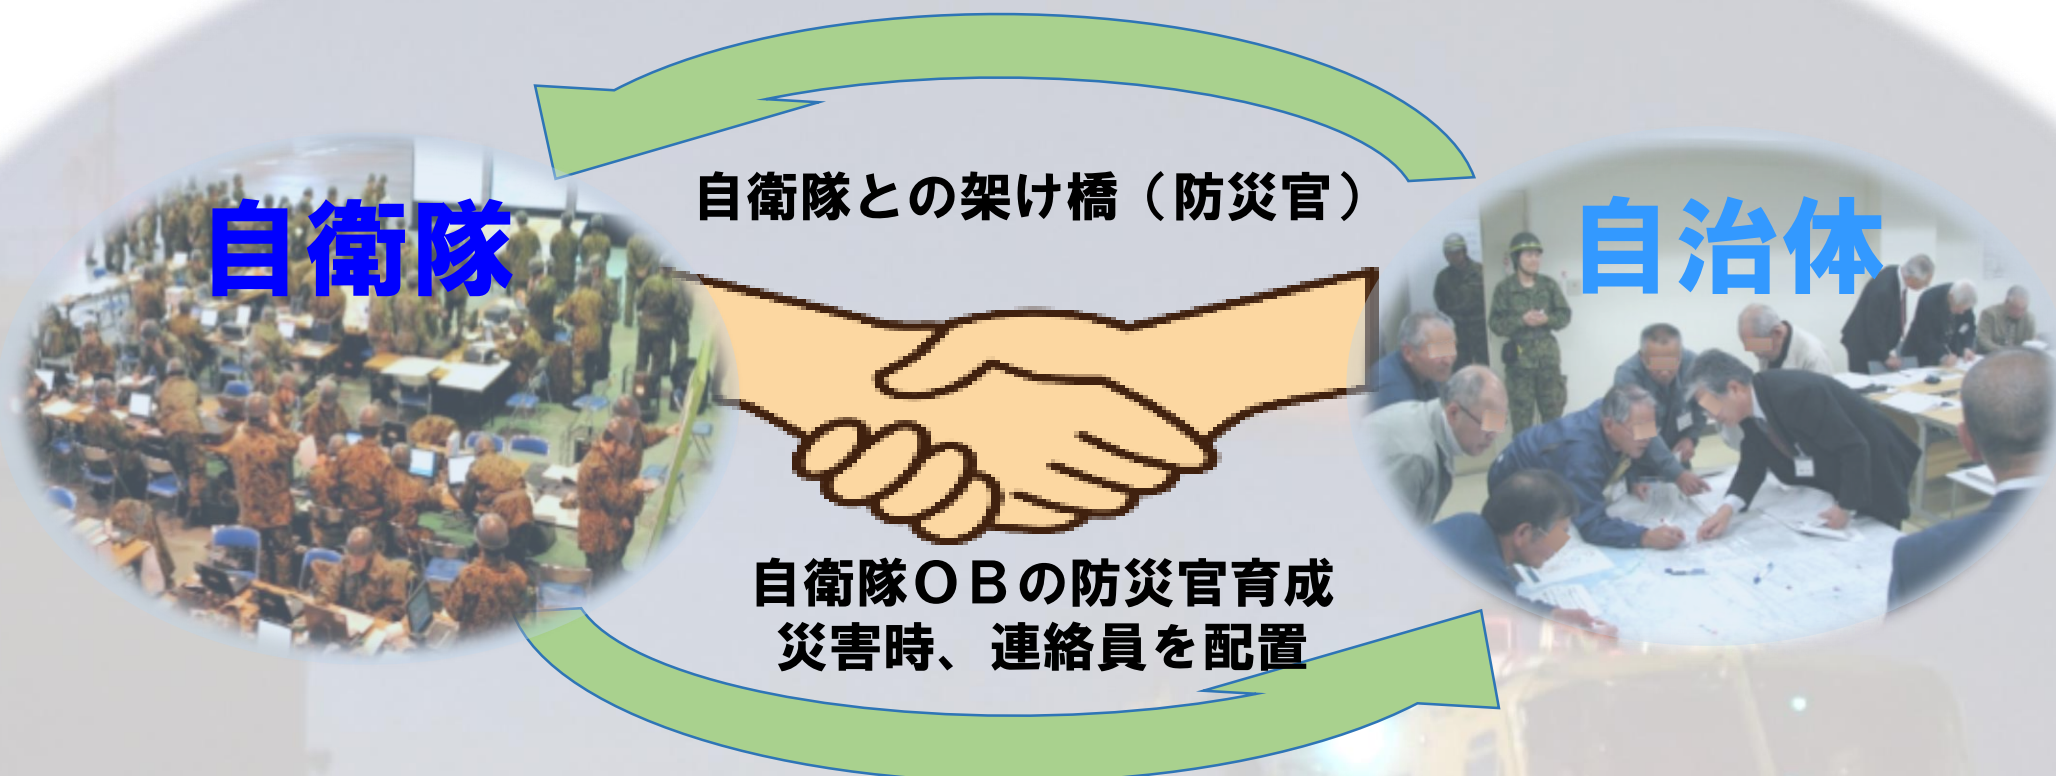 自衛隊との架け橋（防災官）
自衛隊
自治体
自衛隊ＯＢの防災官育成
災害時、連絡員を配置